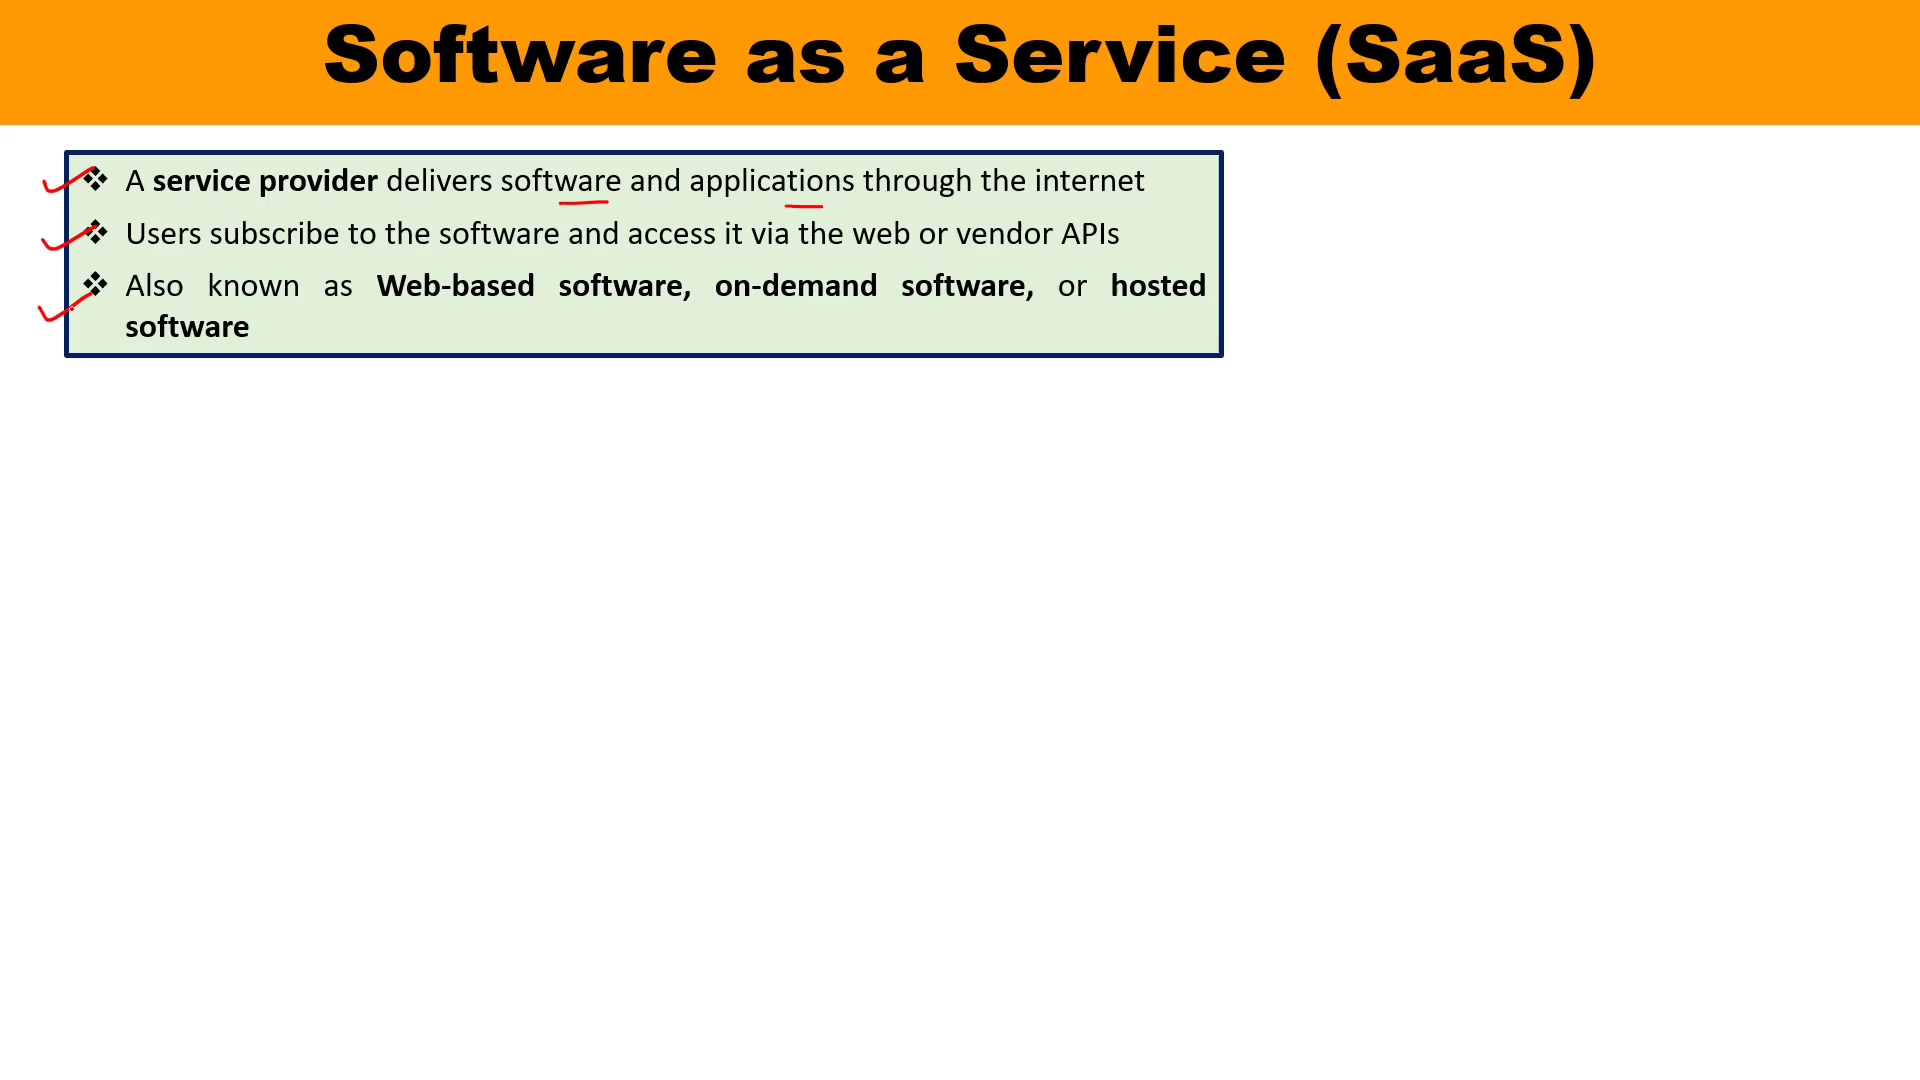 Software as a Service (SaaS)
❖ A service provider delivers software and applications through the internet
❖ Users subscribe to the software and access it via the web or vendor APIs
❖ Also known as Web-based software, on-demand software, or hosted
software